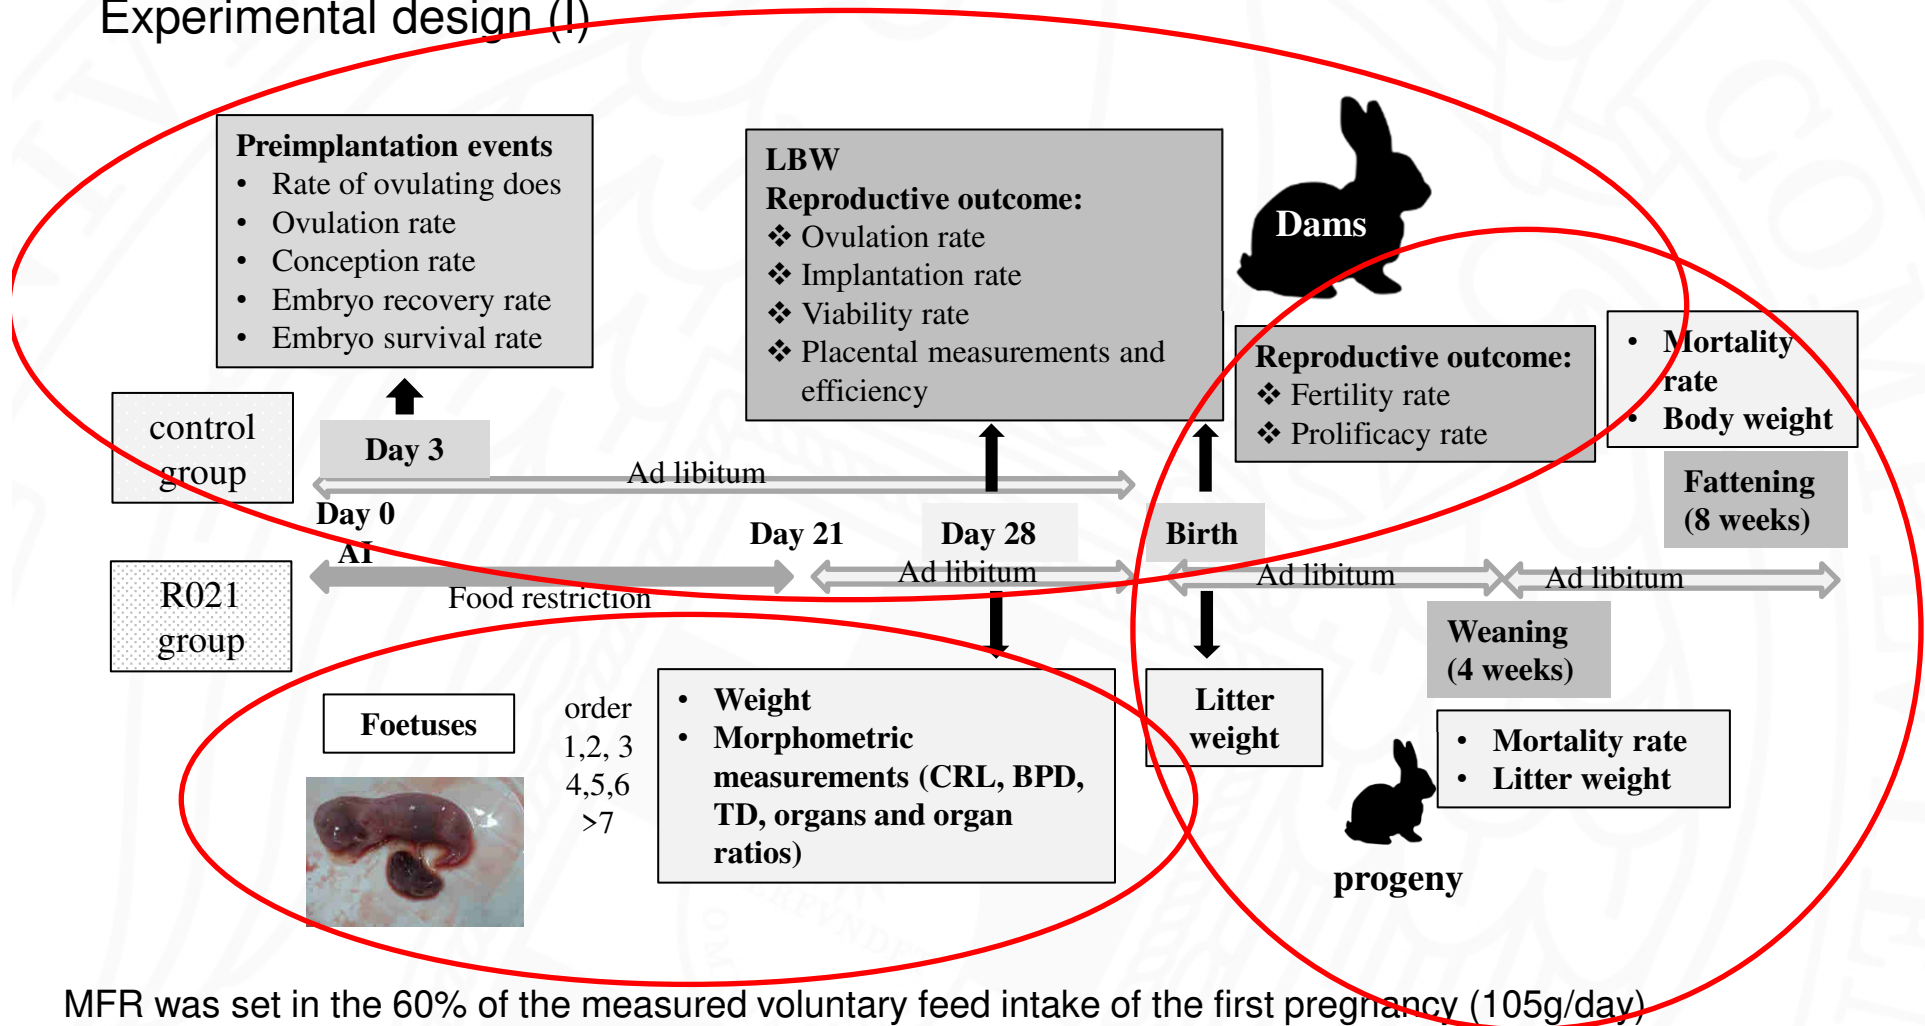 Experimental design (I)
Preimplantation events
• Rate of ovulating does
• Ovulation rate
• Conception rate
• Embryo recovery rate
• Embryo survival rate
LBW
Reproductive outcome:
❖ Ovulation rate
❖ Implantation rate
❖ Viability rate
❖ Placental measurements and
efficiency
Dams
Reproductive outcome:
❖ Fertility rate
❖ Prolificacy rate
• Mortality
rate
• Body weight
control
group
Day 3
Ad libitum
Fattening
(8 weeks)
Day 0
AI
Day 21
Day 28
Birth
R021
group
Food restriction
Ad libitum
Ad libitum
Ad libitum
Weaning
(4 weeks)
Foetuses
order
1,2, 3
4,5,6
>7
• Weight
• Morphometric
measurements (CRL, BPD,
TD, organs and organ
ratios)
Litter
weight
• Mortality rate
• Litter weight
progeny
MFR was set in the 60% of the measured voluntary feed intake of the first pregnancy (105g/day)